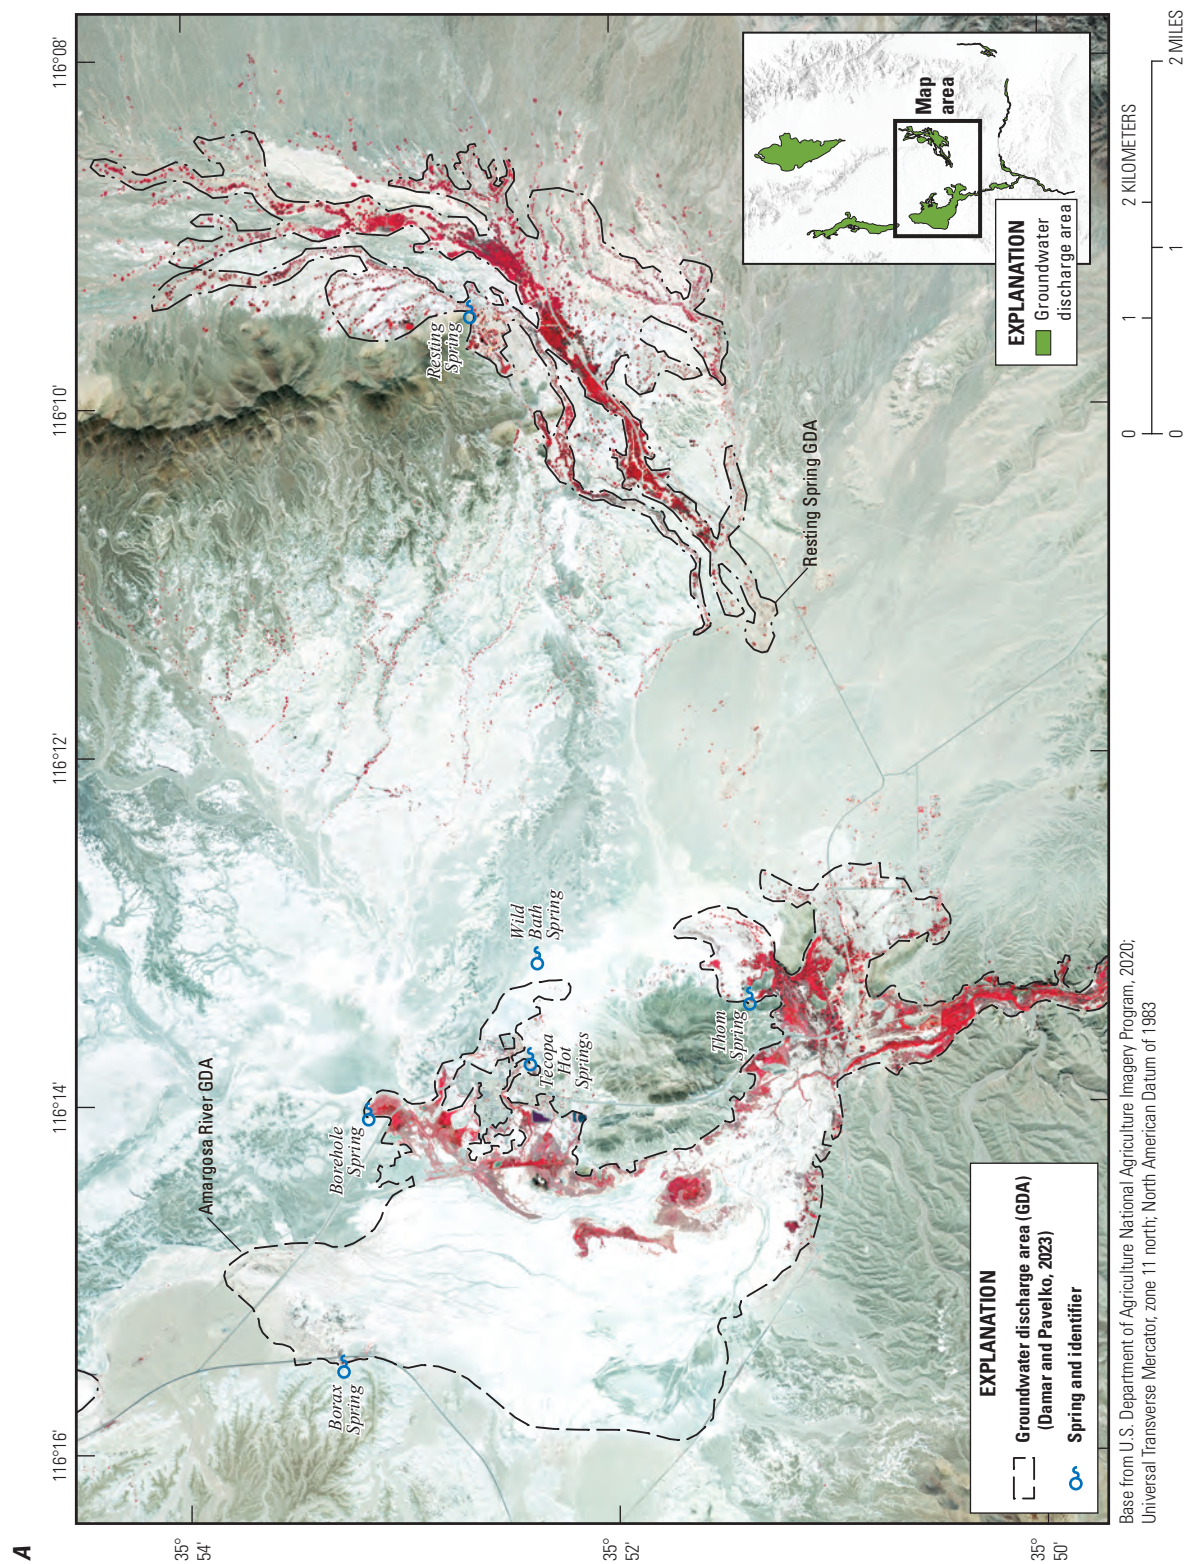 A
116°16'
116°14'
116°12'
116°10'
116°08'
35°
54'
35°
52'
35°
50'
Amargosa River GDA
Borax
Spring
Borehole
Spring
Tecopa
Hot
Springs
Wild
Bath
Spring
Thom
Spring
Resting
Spring
Resting Spring GDA
EXPLANATION
Groundwater discharge area (GDA)
(Damar and Pavelko, 2023)
Spring and identifier
Map
area
EXPLANATION
Groundwater
discharge area
0 1 2 KILOMETERS
0 1 2 MILES
Base from U.S. Department of Agriculture National Agriculture Imagery Program, 2020;
Universal Transverse Mercator, zone 11 north; North American Datum of 1983